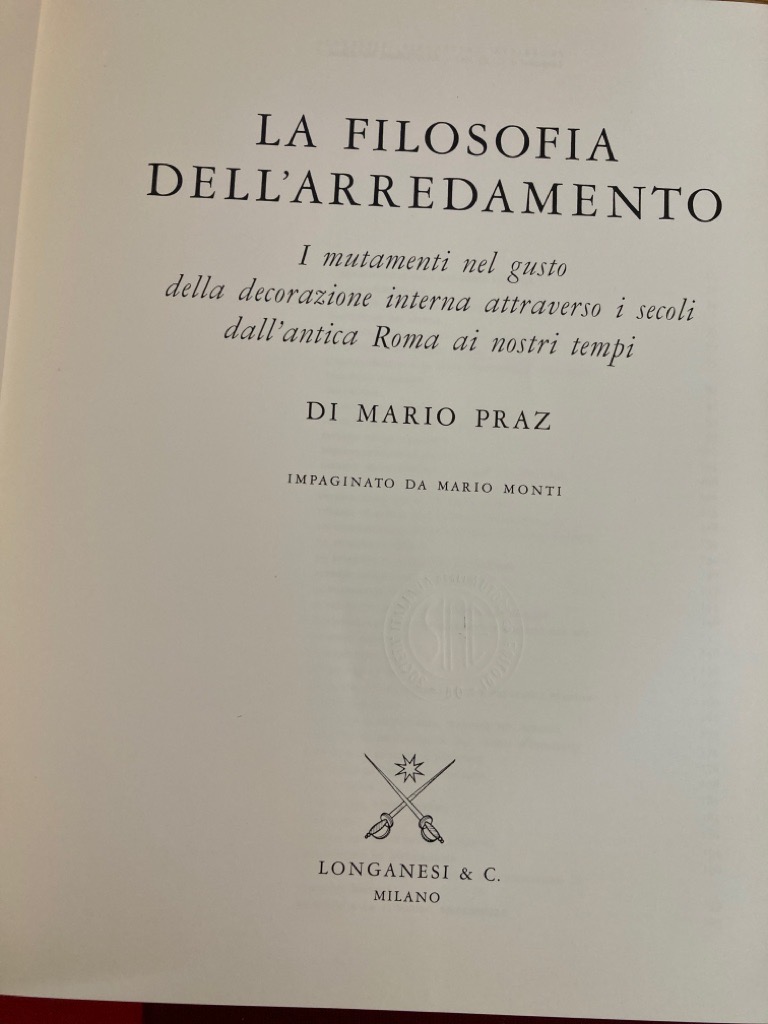 LA FILOSOFIA
DELL'ARREDAMENTO
I mutamenti nel gusto
della decorazione interna attraverso i secoli
dall'antica Roma ai nostri tempi
DI MARIO PRAZ
IMPAGINATO DA MARIO MONTI
LONGANESI & C.
MILANO